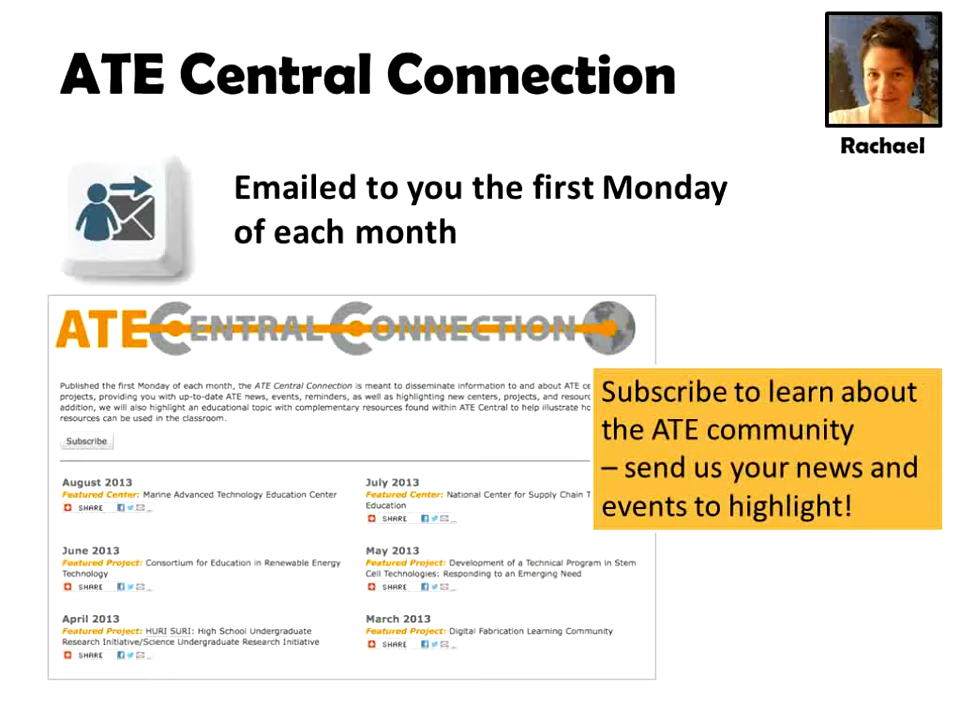 ATE Central Connection
Rachael
Emailed to you the first Monday
of each month
ATE CENTRAL CONNECTION
Published the first Monday of each month, the ATE Central Connection is meant to disseminate information to and about ATE
projects, providing you with up-to-date ATE news, events, reminders, as well as highlighting new centers, projects, and
addition, we will also highlight an educational topic with complementary resources found within ATE Central to help illustrate
resources can be used in the classroom.
Subscribe
Subscribe to learn about
the ATE community
– send us your news and
events to highlight!
August 2013
Featured Center: Marine Advanced Technology Education Center
SHARE
July 2013
Featured Center: National Center for Supply Chain
Education
SHARE
June 2013
Featured Project: Consortium for Education in Renewable Energy
Technology
SHARE
May 2013
Featured Project: Development of a Technical Program in Stem
Cell Technologies: Responding to an Emerging Need
SHARE
April 2013
Featured Project: HURI SURI: High School Undergraduate
Research Initiative/Science Undergraduate Research Initiative
SHARE
March 2013
Featured Project: Digital Fabrication Learning Community
SHARE